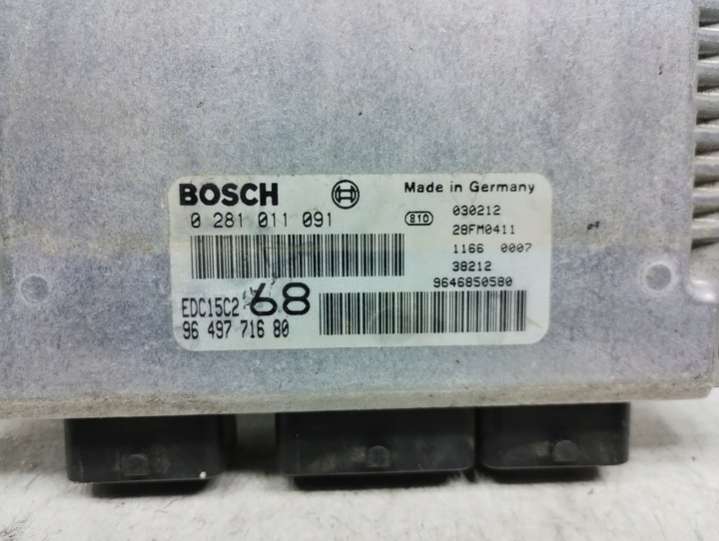 BOSCH
0 281 011 091
EDC15C2 68
96 497 716 80
Made in Germany
810 030212
28FM0411
1166 0007
38212
9646850580